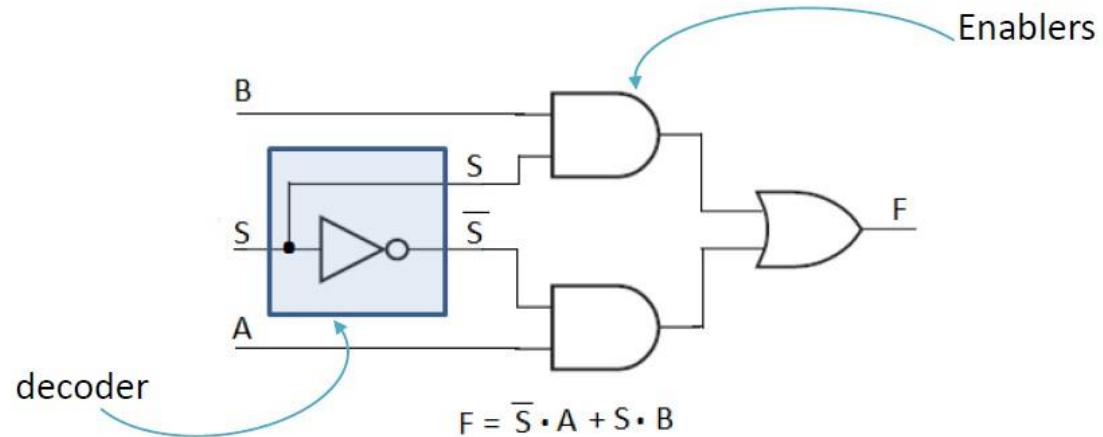 Enablers
B
S
S
S̅
F
A
decoder
F = S̅ · A + S · B